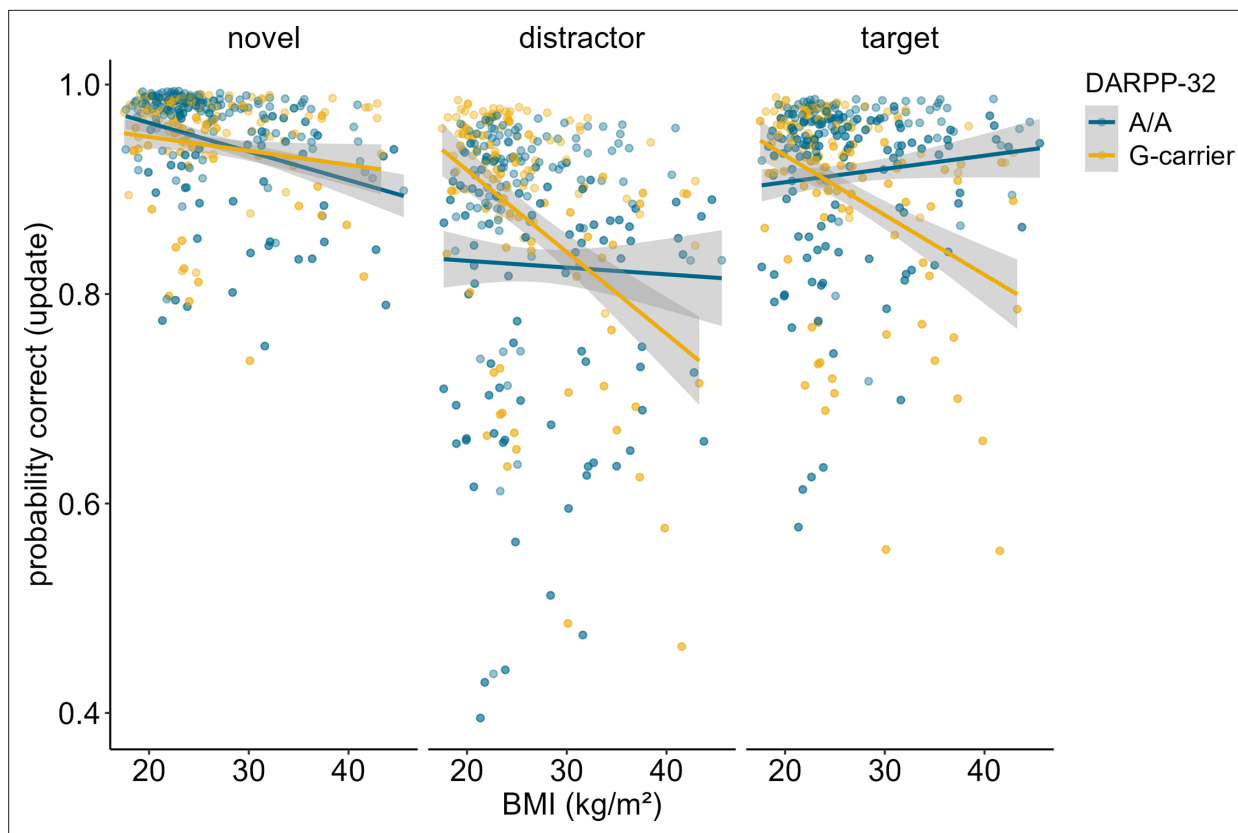 novel distractor target
DARPP-32
A/A
G-carrier
probability correct (update)
1.0
0.8
0.6
0.4
20 30 40 20 30 40 20 30 40
BMI (kg/m²)